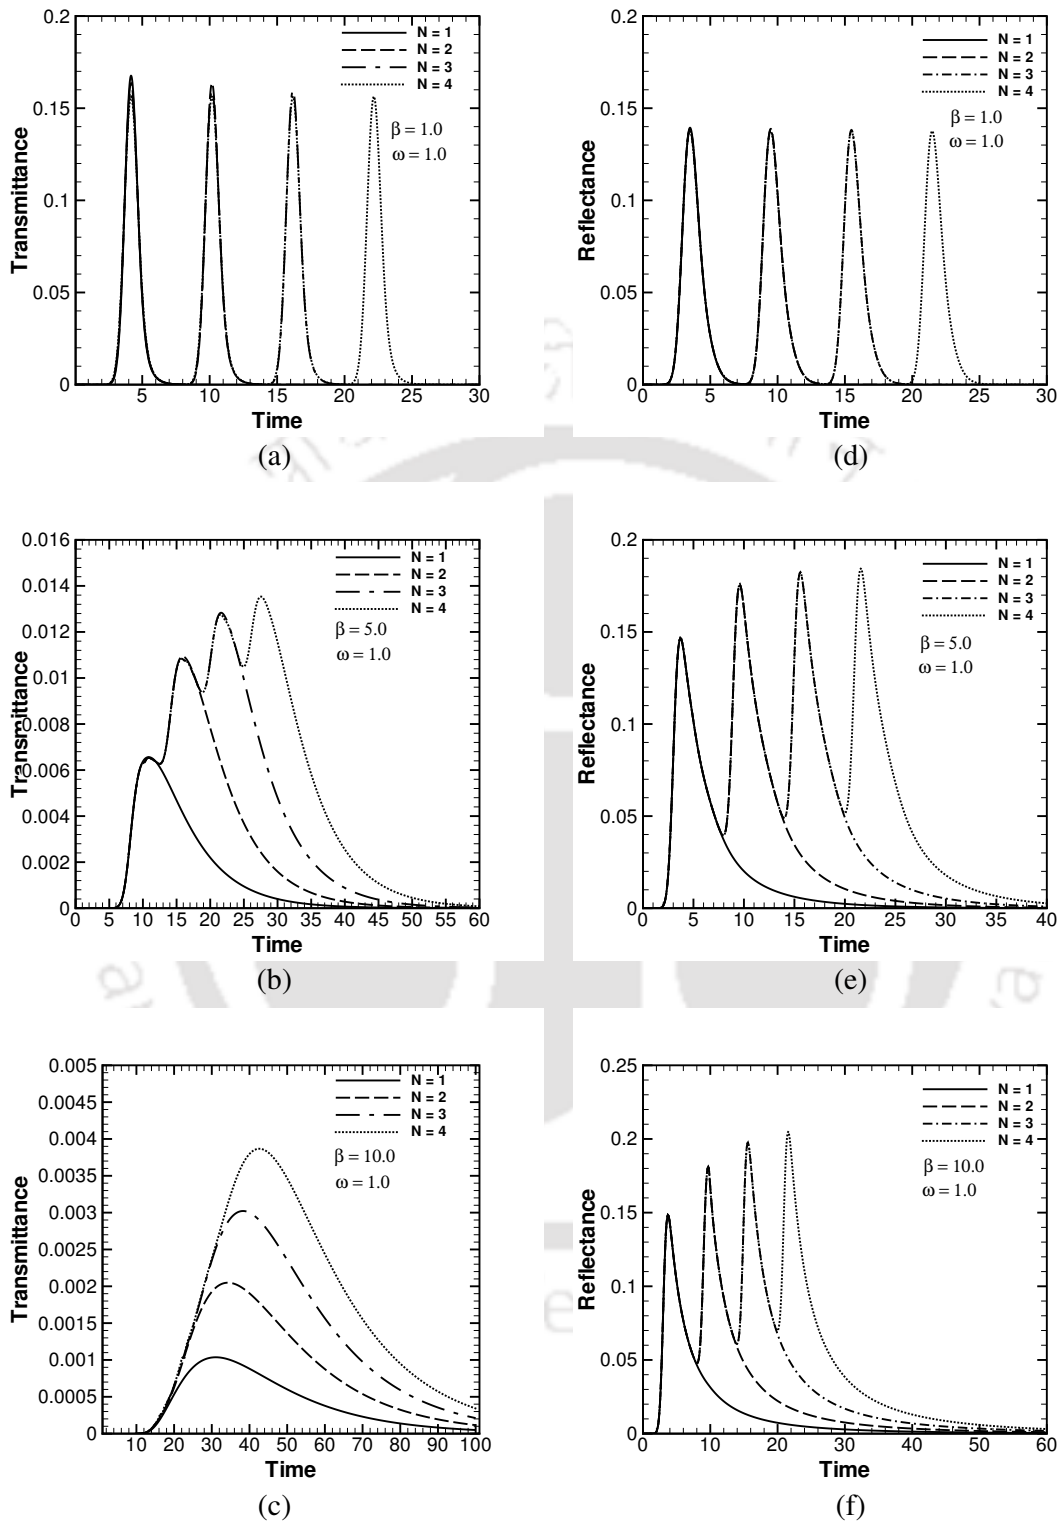 0.2
0.15
0.1
0.05
0
Transmittance
5 10 15 20 25 30
Time
N = 1
N = 2
N = 3
N = 4
β = 1.0
ω = 1.0
(a)
0.2
0.15
0.1
0.05
0
Reflectance
0 5 10 15 20 25 30
Time
N = 1
N = 2
N = 3
N = 4
β = 1.0
ω = 1.0
(d)
0.016
0.014
0.012
0.01
0.008
0.006
0.004
0.002
0
Transmittance
0 5 10 15 20 25 30 35 40 45 50 55 60
Time
N = 1
N = 2
N = 3
N = 4
β = 5.0
ω = 1.0
(b)
0.2
0.15
0.1
0.05
0
Reflectance
0 5 10 15 20 25 30 35 40
Time
N = 1
N = 2
N = 3
N = 4
β = 5.0
ω = 1.0
(e)
0.005
0.0045
0.004
0.0035
0.003
0.0025
0.002
0.0015
0.001
0.0005
0
Transmittance
10 20 30 40 50 60 70 80 90 100
Time
N = 1
N = 2
N = 3
N = 4
β = 10.0
ω = 1.0
(c)
0.25
0.2
0.15
0.1
0.05
0
Reflectance
0 10 20 30 40 50 60
Time
N = 1
N = 2
N = 3
N = 4
β = 10.0
ω = 1.0
(f)